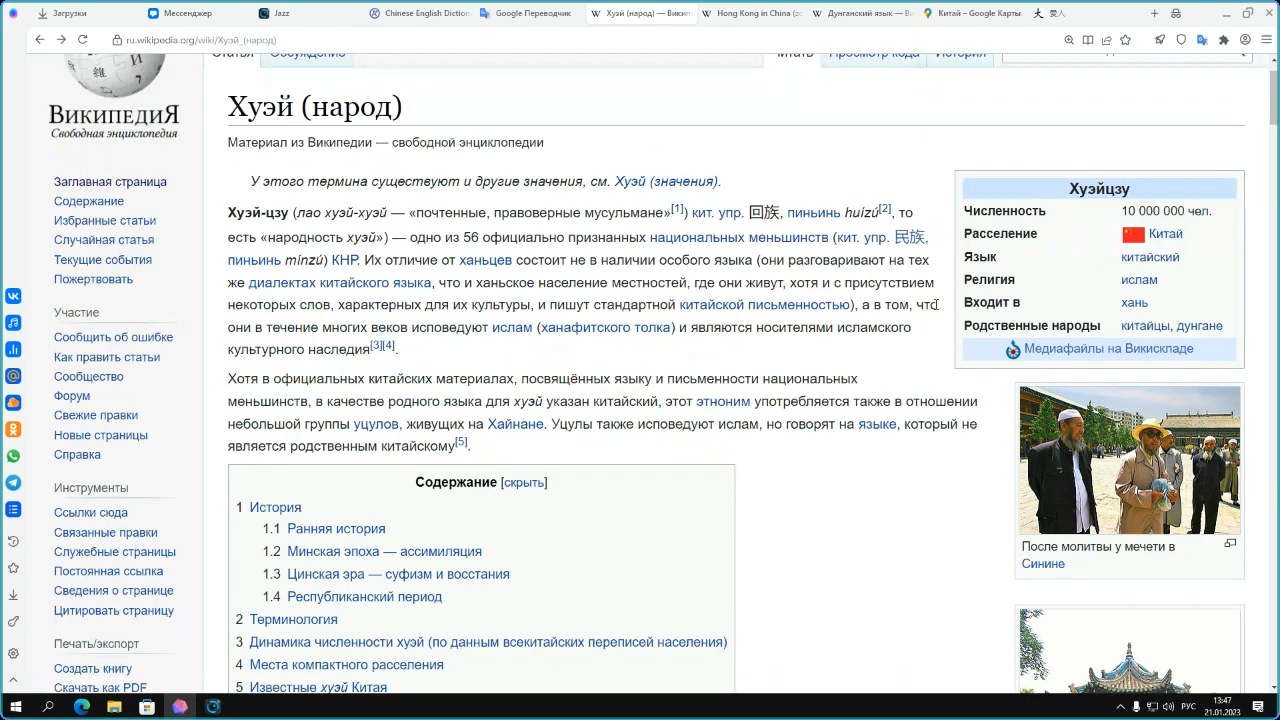 Загрузки
Мессенджер
Jazz
Chinese English Diction
Google Переводчик
Хуэй (народ) — Викип
Hong Kong in China (zo
Дунганский язык — Ви
Китай – Google Карты
愛人
ru.wikipedia.org/wiki/Хуэй_(народ)
Статья
Обсуждение
Читать
Просмотр кода
История
ВикипедиЯ
Свободная энциклопедия
Заглавная страница
Содержание
Избранные статьи
Случайная статья
Текущие события
Пожертвовать
Участие
Сообщить об ошибке
Как править статьи
Сообщество
Форум
Свежие правки
Новые страницы
Справка
Инструменты
Ссылки сюда
Связанные правки
Служебные страницы
Постоянная ссылка
Сведения о странице
Цитировать страницу
Печать/экспорт
Создать книгу
Скачать как PDF
Хуэй (народ)
Материал из Википедии — свободной энциклопедии
У этого термина существуют и другие значения, см. Хуэй (значения).
Хуэй-цзу (лао хуэй-хуэй — «почтенные, правоверные мусульмане»[1]) кит. упр. 回族, пиньинь huízú[2], то
есть «народность хуэй») — одно из 56 официально признанных национальных меньшинств (кит. упр. 民族,
пиньинь mínzú) КНР. Их отличие от ханьцев состоит не в наличии особого языка (они разговаривают на тех
же диалектах китайского языка, что и ханьское население местностей, где они живут, хотя и с присутствием
некоторых слов, характерных для их культуры, и пишут стандартной китайской письменностью), а в том, что
они в течение многих веков исповедуют ислам (ханафитского толка) и являются носителями исламского
культурного наследия[3][4].
Хотя в официальных китайских материалах, посвящённых языку и письменности национальных
меньшинств, в качестве родного языка для хуэй указан китайский, этот этноним употребляется также в отношении
небольшой группы уцулов, живущих на Хайнане. Уцулы также исповедуют ислам, но говорят на языке, который не
является родственным китайскому[5].
Содержание [скрыть]
1 История
1.1 Ранняя история
1.2 Минская эпоха — ассимиляция
1.3 Цинская эра — суфизм и восстания
1.4 Республиканский период
2 Терминология
3 Динамика численности хуэй (по данным всекитайских переписей населения)
4 Места компактного расселения
5 Известные хуэй Китая
Хуэйцзу
Численность 10 000 000 чел.
Расселение Китай
Язык китайский
Религия ислам
Входит в хань
Родственные народы китайцы, дунгане
Медиафайлы на Викискладе
После молитвы у мечети в
Синине
РУС
13:47
21.01.2023